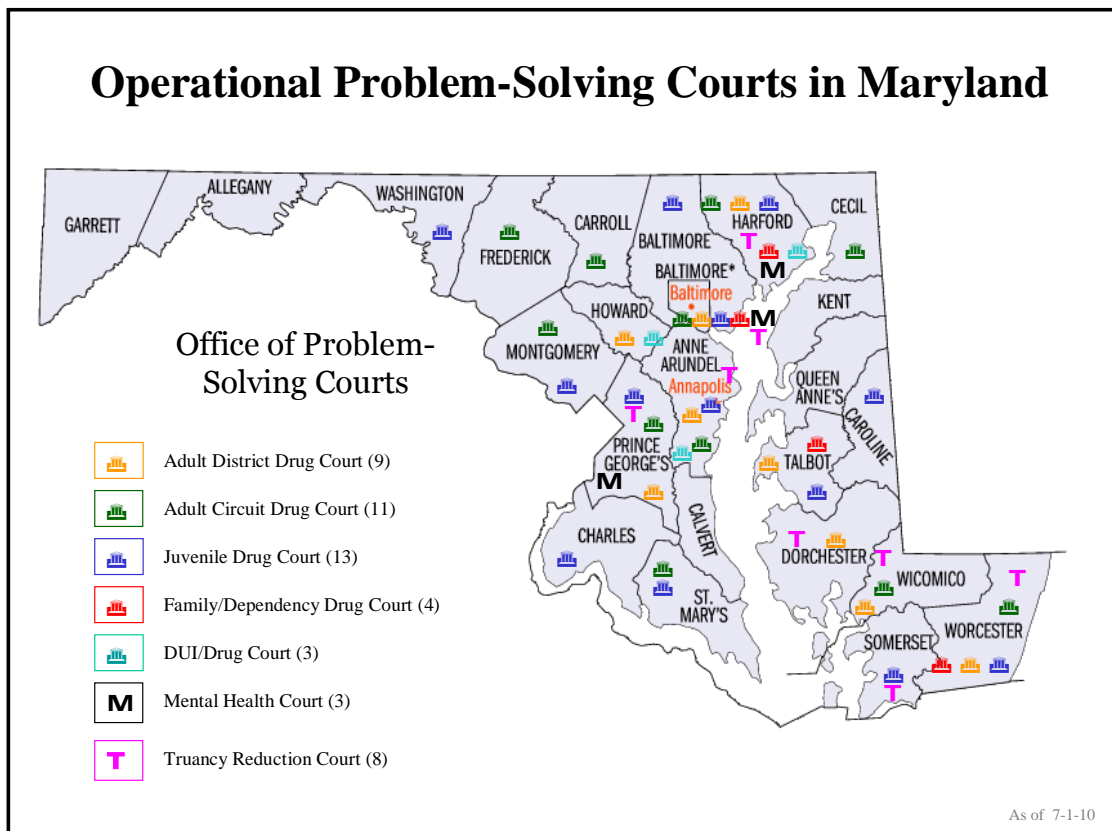 Operational Problem-Solving Courts in Maryland
GARRETT
ALLEGANY
WASHINGTON
FREDERICK
CARROLL
BALTIMORE
HARFORD
CECIL
T
M
BALTIMORE*
Baltimore
KENT
M
T
HOWARD
MONTGOMERY
ANNE
ARUNDEL
T
Annapolis
QUEEN
ANNE'S
CAROLINE
T
PRINCE
GEORGE'S
M
TALBOT
CALVERT
CHARLES
ST.
MARY'S
T
DORCHESTER
T
WICOMICO
T
SOMERSET
WORCESTER
T
Office of Problem-
Solving Courts
Adult District Drug Court (9)
Adult Circuit Drug Court (11)
Juvenile Drug Court (13)
Family/Dependency Drug Court (4)
DUI/Drug Court (3)
M Mental Health Court (3)
T Truancy Reduction Court (8)
As of 7-1-10